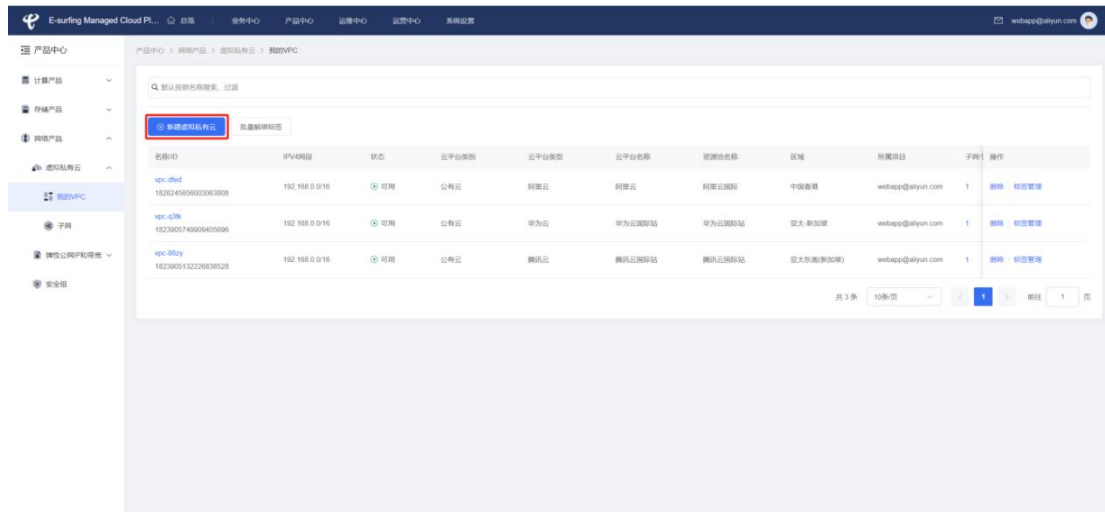 E-surfing Managed Cloud Pl... 总览 业务中心 产品中心 运维中心 运营中心 系统设置 webapp@aliyun.com
产品中心
产品中心 > 网络产品 > 虚拟私有云 > 我的VPC
计算产品
默认按照名称搜索、过滤
存储产品
新建虚拟私有云 批量解绑标签
网络产品
名称/ID IPV4网段 状态 云平台类别 云平台类型 云平台名称 资源池名称 区域 所属项目 子网 操作
虚拟私有云
vpc-dfed
1828245856003063808 192.168.0.0/16 可用 公有云 阿里云 阿里云 阿里云国际 中国香港 webapp@aliyun.com 1 删除 标签管理
我的VPC
vpc-q3tk
1823905749909405696 192.168.0.0/16 可用 公有云 华为云 华为云国际站 华为云国际站 亚太-新加坡 webapp@aliyun.com 1 删除 标签管理
子网
弹性公网IP和带宽
vpc-86zy
1823905132226838528 192.168.0.0/16 可用 公有云 腾讯云 腾讯云国际站 腾讯云国际站 亚太东南(新加坡) webapp@aliyun.com 1 删除 标签管理
安全组
共 3 条 10条/页 < 1 > 前往 1 页